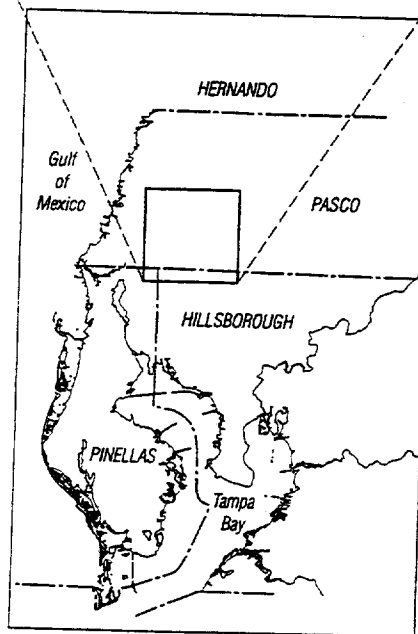 HERNANDO
Gulf
of
Mexico
PASCO
HILLSBOROUGH
PINELLAS
Tampa
Bay